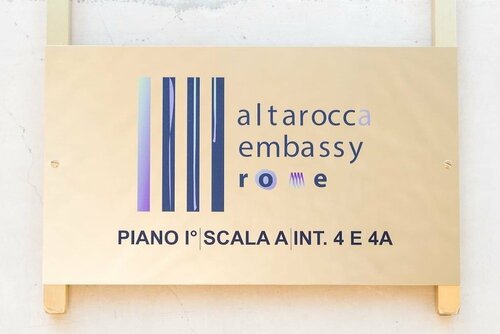 altarocca
embassy
rome
PIANO I°|SCALA A|INT. 4 E 4A